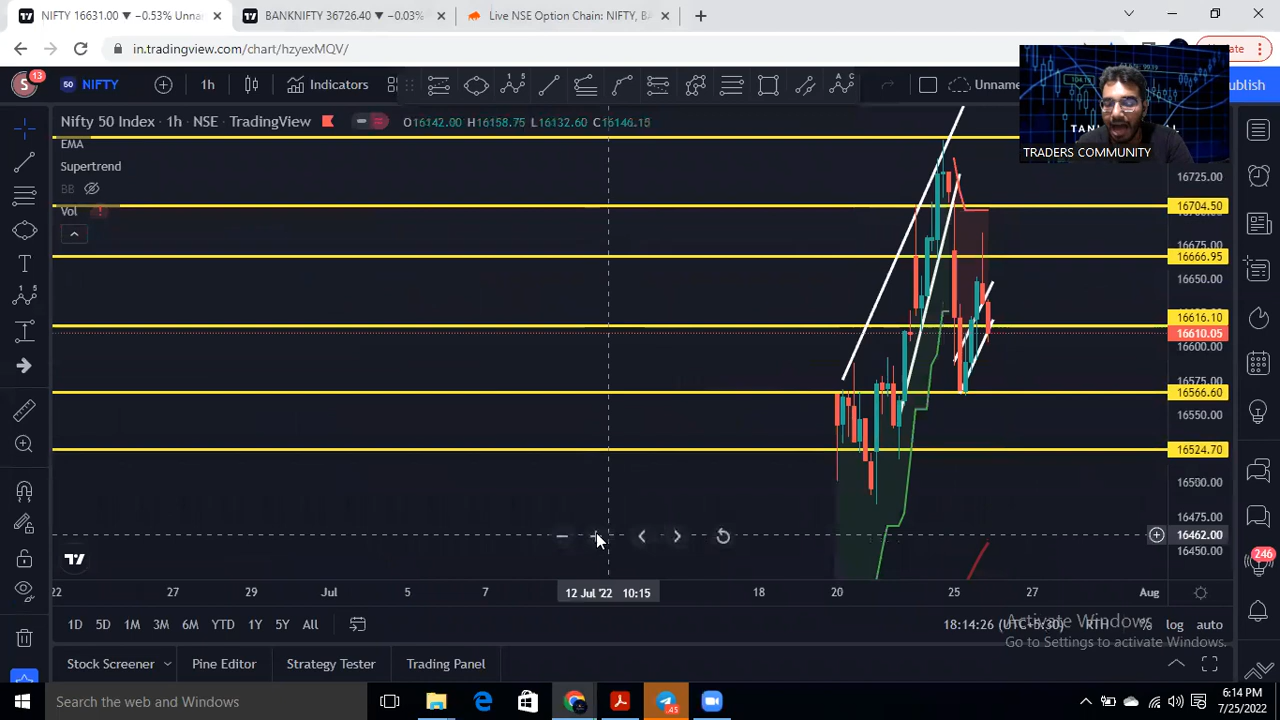 NIFTY 16631.00 ▼ −0.53% Unna
BANKNIFTY 36726.40 ▼ −0.03%
Live NSE Option Chain: NIFTY, BA
in.tradingview.com/chart/hzyexMQV/
S 13
50 NIFTY
1h
Indicators
Unnam
Publish
Nifty 50 Index · 1h · NSE · TradingView
O16142.00 H16158.75 L16132.60 C16146.15
EMA
Supertrend
BB
Vol
TRADERS COMMUNITY
16725.00
16704.50
16675.00
16666.95
16650.00
16616.10
16610.05
16600.00
16575.00
16566.60
16550.00
16524.70
16500.00
16475.00
16462.00
16450.00
246
22
27
Jul
5
7
12 Jul '22 10:15
18
20
25
27
Aug
1D 5D 1M 3M 6M YTD 1Y 5Y All
18:14:26 (UTC+5:30)
RTH
%
log
auto
Activate Windows
Go to Settings to activate Windows.
Stock Screener
Pine Editor
Strategy Tester
Trading Panel
Search the web and Windows
45
6:14 PM
7/25/2022